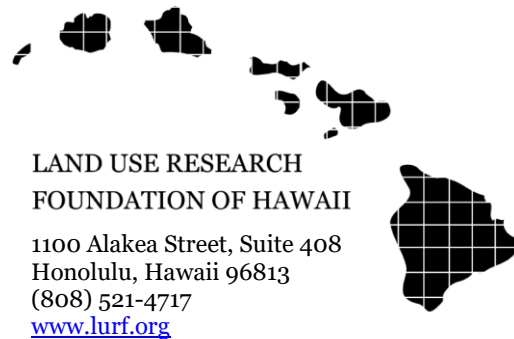 LAND USE RESEARCH
FOUNDATION OF HAWAII
1100 Alakea Street, Suite 408
Honolulu, Hawaii 96813
(808) 521-4717
www.lurf.org